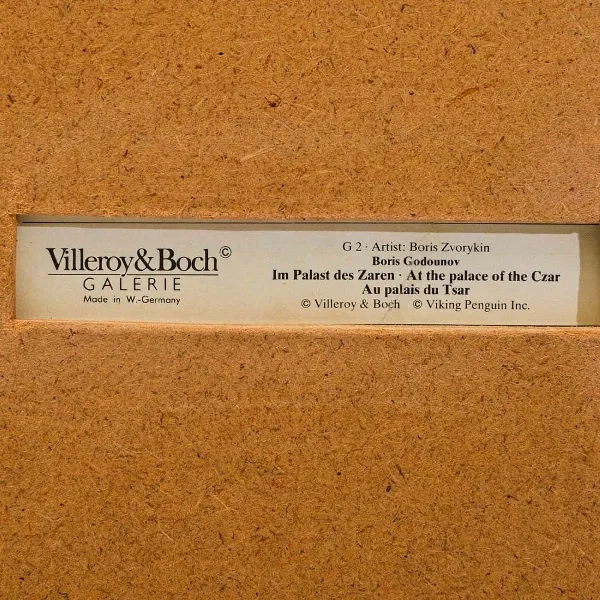 Villeroy&Boch©
GALERIE
Made in W.-Germany
G 2 · Artist: Boris Zvorykin
Boris Godounov
Im Palast des Zaren · At the palace of the Czar
Au palais du Tsar
© Villeroy & Boch © Viking Penguin Inc.